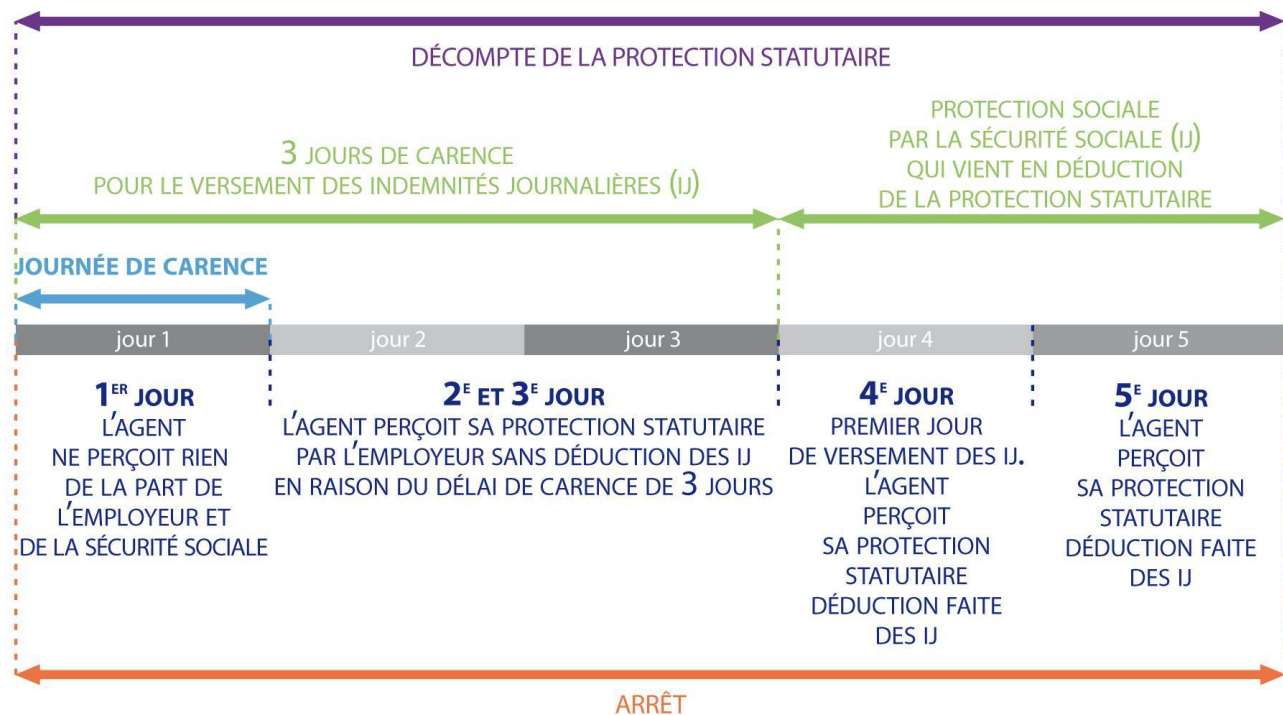 DÉCOMPTE DE LA PROTECTION STATUTAIRE
3 JOURS DE CARENCE
POUR LE VERSEMENT DES INDEMNITÉS JOURNALIÈRES (IJ)
PROTECTION SOCIALE
PAR LA SÉCURITÉ SOCIALE (IJ)
QUI VIENT EN DÉDUCTION
DE LA PROTECTION STATUTAIRE
JOURNÉE DE CARENCE
jour 1
jour 2
jour 3
jour 4
jour 5
1ER JOUR
L'AGENT
NE PERÇOIT RIEN
DE LA PART DE
L'EMPLOYEUR ET
DE LA SÉCURITÉ SOCIALE
2E ET 3E JOUR
L'AGENT PERÇOIT SA PROTECTION STATUTAIRE
PAR L'EMPLOYEUR SANS DÉDUCTION DES IJ
EN RAISON DU DÉLAI DE CARENCE DE 3 JOURS
4E JOUR
PREMIER JOUR
DE VERSEMENT DES IJ.
L'AGENT
PERÇOIT
SA PROTECTION
STATUTAIRE
DÉDUCTION FAITE
DES IJ
5E JOUR
L'AGENT
PERÇOIT
SA PROTECTION
STATUTAIRE
DÉDUCTION FAITE
DES IJ
ARRÊT